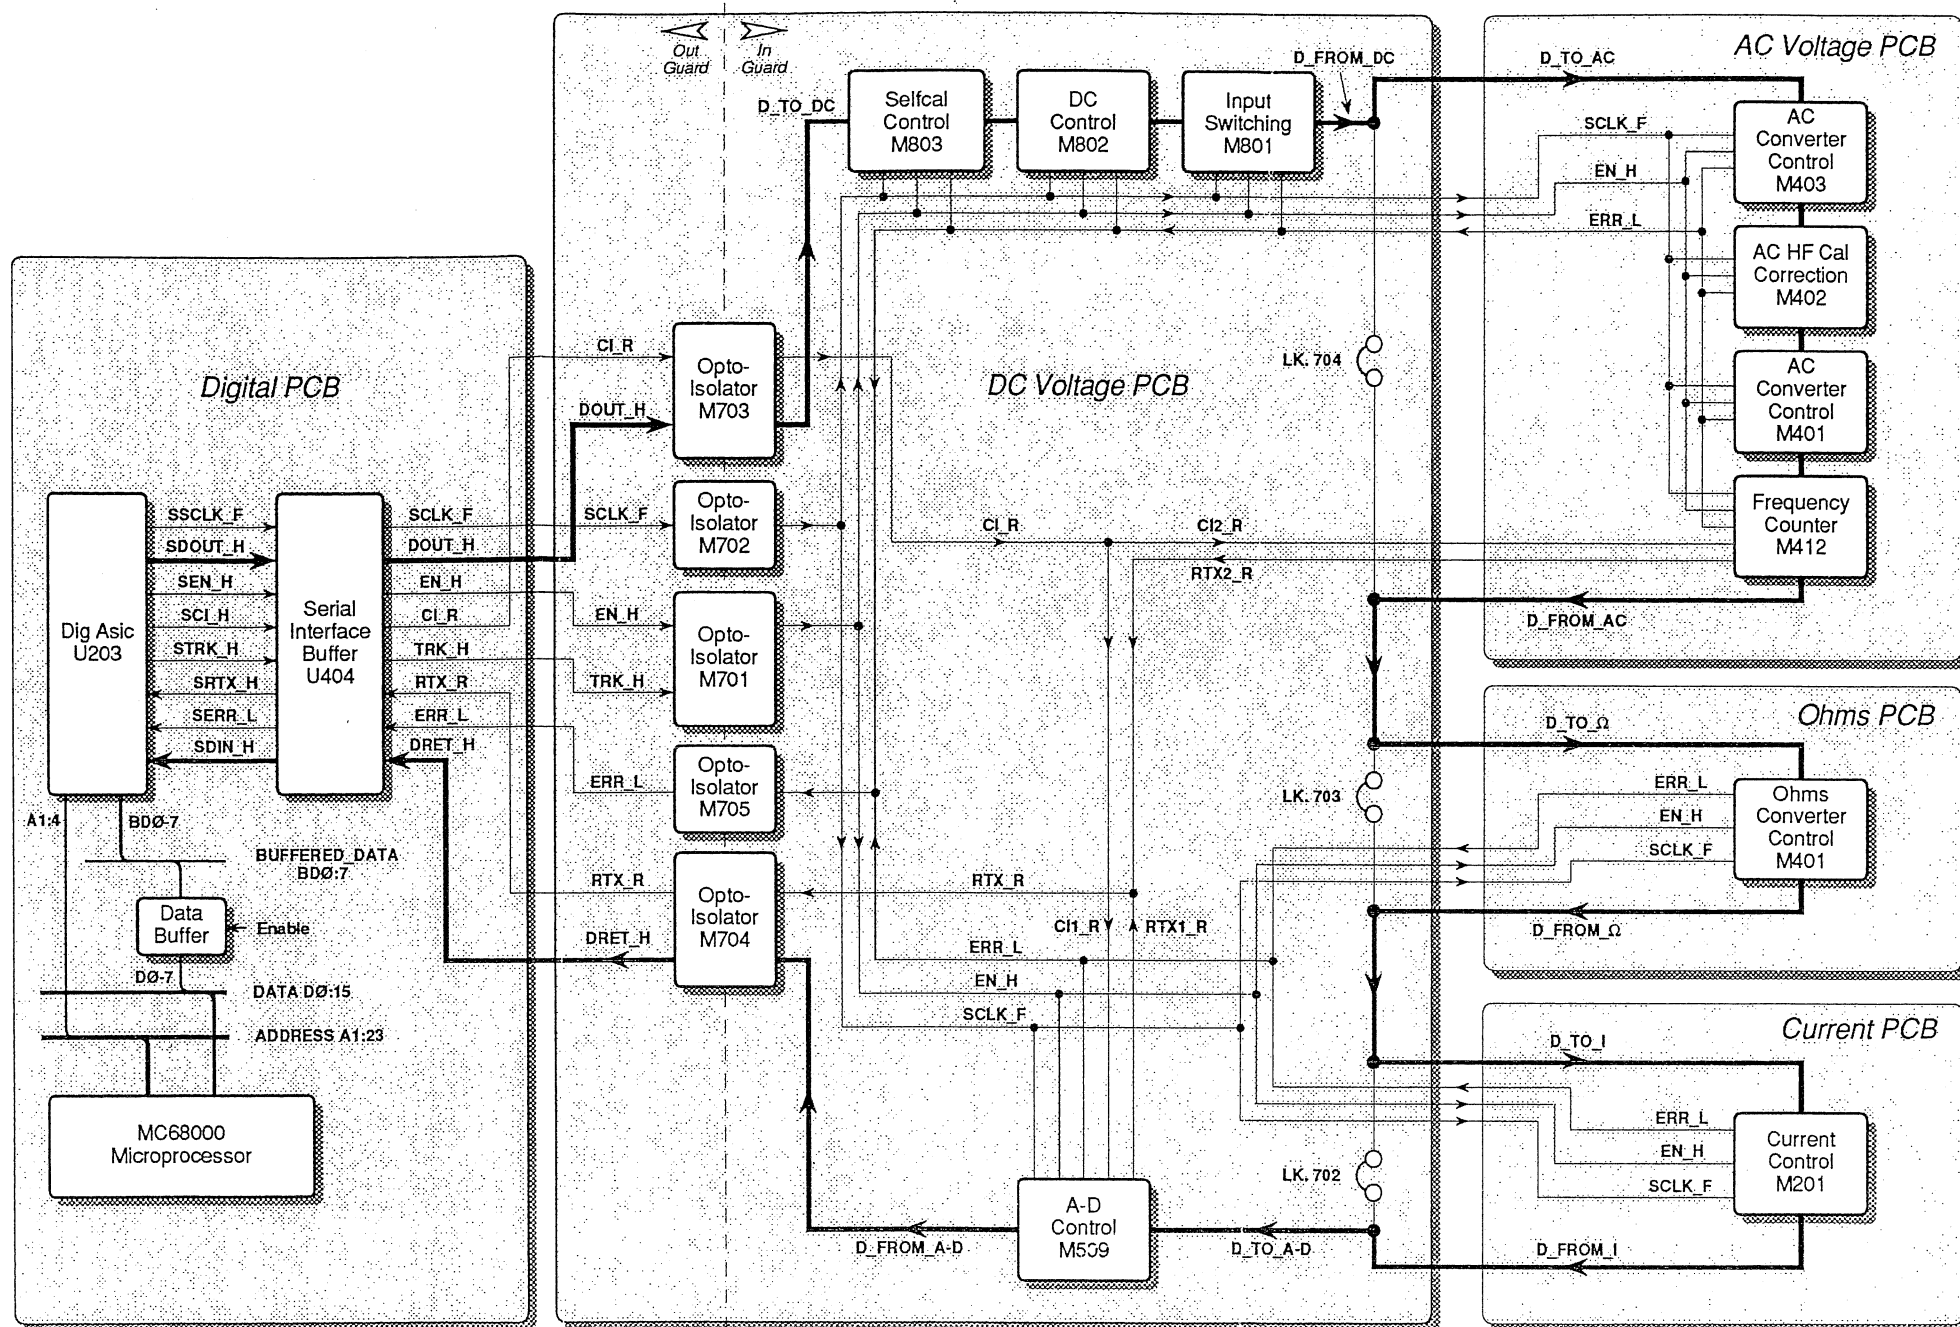 Out
Guard
In
Guard
Digital PCB
Dig Asic
U203
SSCLK_F
SDOUT_H
SEN_H
SCI_H
STRK_H
SRTX_H
SERR_L
SDIN_H
Serial
Interface
Buffer
U404
SCLK_F
DOUT_H
EN_H
CI_R
TRK_H
RTX_R
ERR_L
DRET_H
A1:4
BDØ-7
BUFFERED_DATA
BDØ:7
Data
Buffer
Enable
DØ-7
DATA DØ:15
ADDRESS A1:23
MC68000
Microprocessor
DC Voltage PCB
CI_R
DOUT_H
Opto-
Isolator
M703
SCLK_F
Opto-
Isolator
M702
EN_H
TRK_H
Opto-
Isolator
M701
ERR_L
Opto-
Isolator
M705
RTX_R
DRET_H
Opto-
Isolator
M704
D_TO_DC
Selfcal
Control
M803
DC
Control
M802
Input
Switching
M801
D_FROM_DC
LK. 704
CI_R
CI2_R
RTX2_R
LK. 703
RTX_R
CI1_R
RTX1_R
ERR_L
EN_H
SCLK_F
LK. 702
A-D
Control
M509
D_FROM_A-D
D_TO_A-D
AC Voltage PCB
D_TO_AC
SCLK_F
EN_H
ERR_L
AC
Converter
Control
M403
AC HF Cal
Correction
M402
AC
Converter
Control
M401
Frequency
Counter
M412
D_FROM_AC
Ohms PCB
D_TO_Ω
ERR_L
EN_H
SCLK_F
Ohms
Converter
Control
M401
D_FROM_Ω
Current PCB
D_TO_I
ERR_L
EN_H
SCLK_F
Current
Control
M201
D_FROM_I